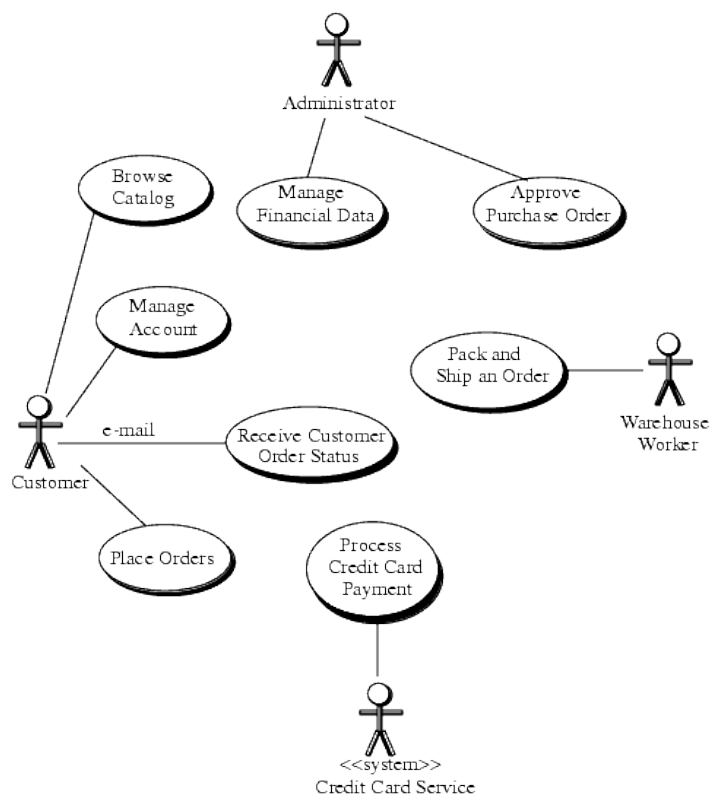 Administrator
Browse
Catalog
Manage
Financial Data
Approve
Purchase Order
Manage
Account
Pack and
Ship an Order
Warehouse
Worker
e-mail
Receive Customer
Order Status
Customer
Place Orders
Process
Credit Card
Payment
<<system>>
Credit Card Service